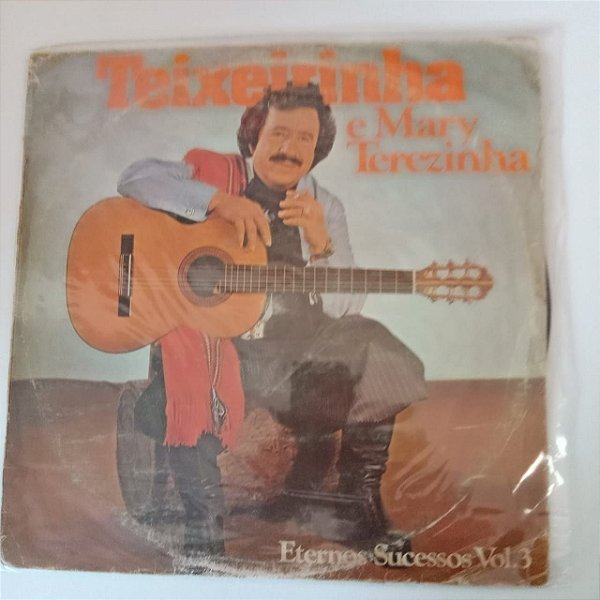 Teixeirinha
e Mary
Terezinha
Eternos Sucessos Vol.3